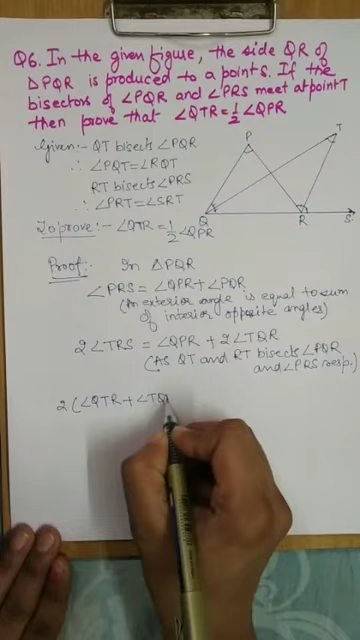 Q6. In the given figure, the side QR of
ΔPQR is produced to a point S. If the
bisectors of ∠PQR and ∠PRS meet at point T
then prove that ∠QTR = 1/2 ∠QPR
Given:- QT bisects ∠PQR
∴ ∠PQT = ∠RQT
RT bisects ∠PRS
∴ ∠PRT = ∠SRT
To prove:- ∠QTR = 1/2 ∠QPR
P
T
Q
R
S
Proof:- In ΔPQR
∠PRS = ∠QPR + ∠PQR
(An exterior angle is equal to sum
of interior opposite angles)
2∠TRS = ∠QPR + 2∠TQR
(As QT and RT bisects ∠PQR
and ∠PRS resp.)
2(∠QTR + ∠TQ